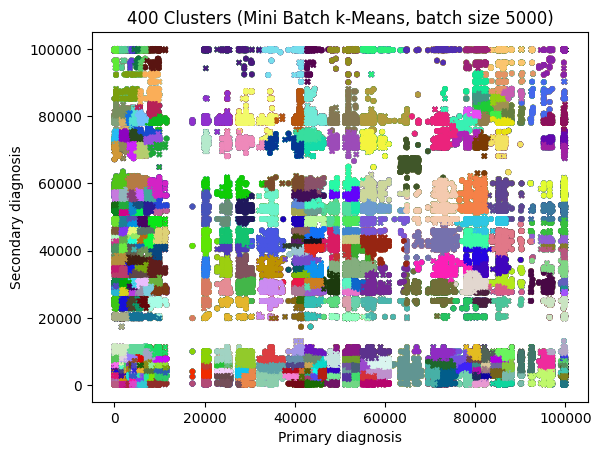 400 Clusters (Mini Batch k-Means, batch size 5000)
100000
80000
60000
40000
20000
0
Secondary diagnosis
0 20000 40000 60000 80000 100000
Primary diagnosis